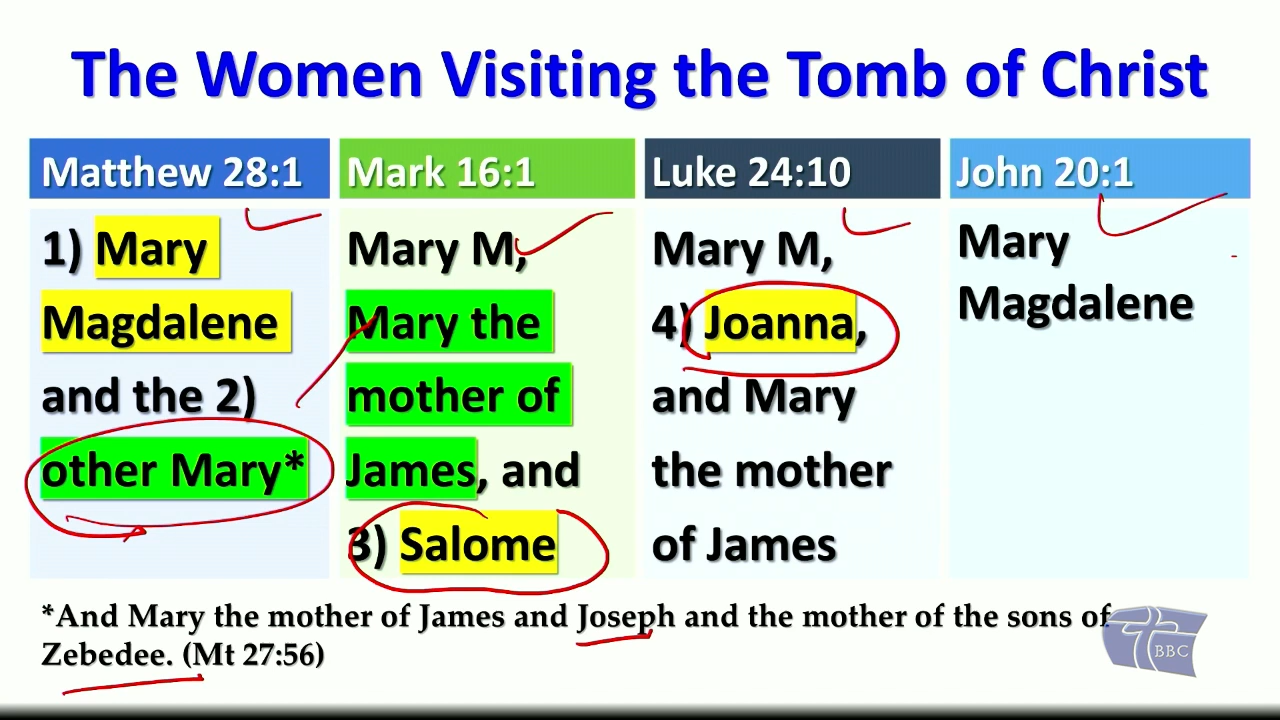 The Women Visiting the Tomb of Christ
Matthew 28:1
1) Mary
Magdalene
and the 2)
other Mary*
Mark 16:1
Mary M,
Mary the
mother of
James, and
3) Salome
Luke 24:10
Mary M,
4) Joanna,
and Mary
the mother
of James
John 20:1
Mary
Magdalene
*And Mary the mother of James and Joseph and the mother of the sons of
Zebedee. (Mt 27:56)
BBC